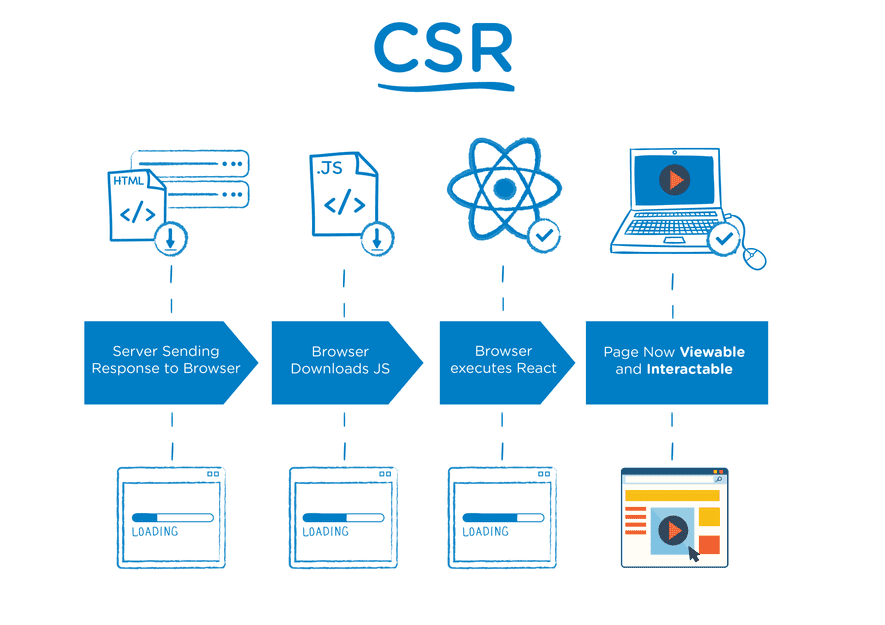 CSR
HTML
</>
.JS
</>
Server Sending
Response to Browser
Browser
Downloads JS
Browser
executes React
Page Now Viewable
and Interactable
LOADING
LOADING
LOADING